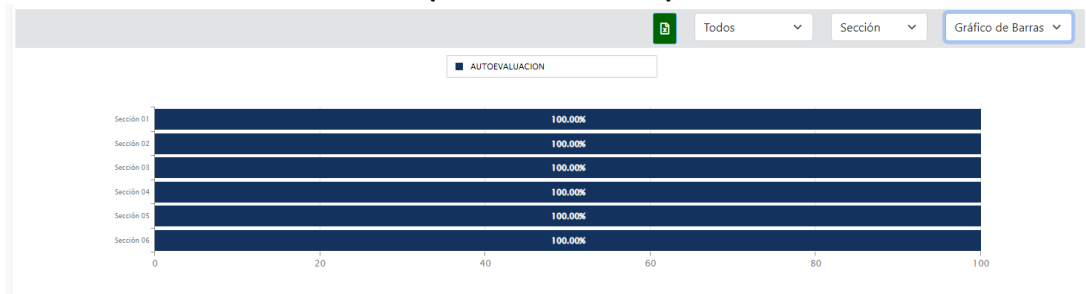 Todos Sección Gráfico de Barras
AUTOEVALUACION
Sección 01 100.00%
Sección 02 100.00%
Sección 03 100.00%
Sección 04 100.00%
Sección 05 100.00%
Sección 06 100.00%
0 20 40 60 80 100